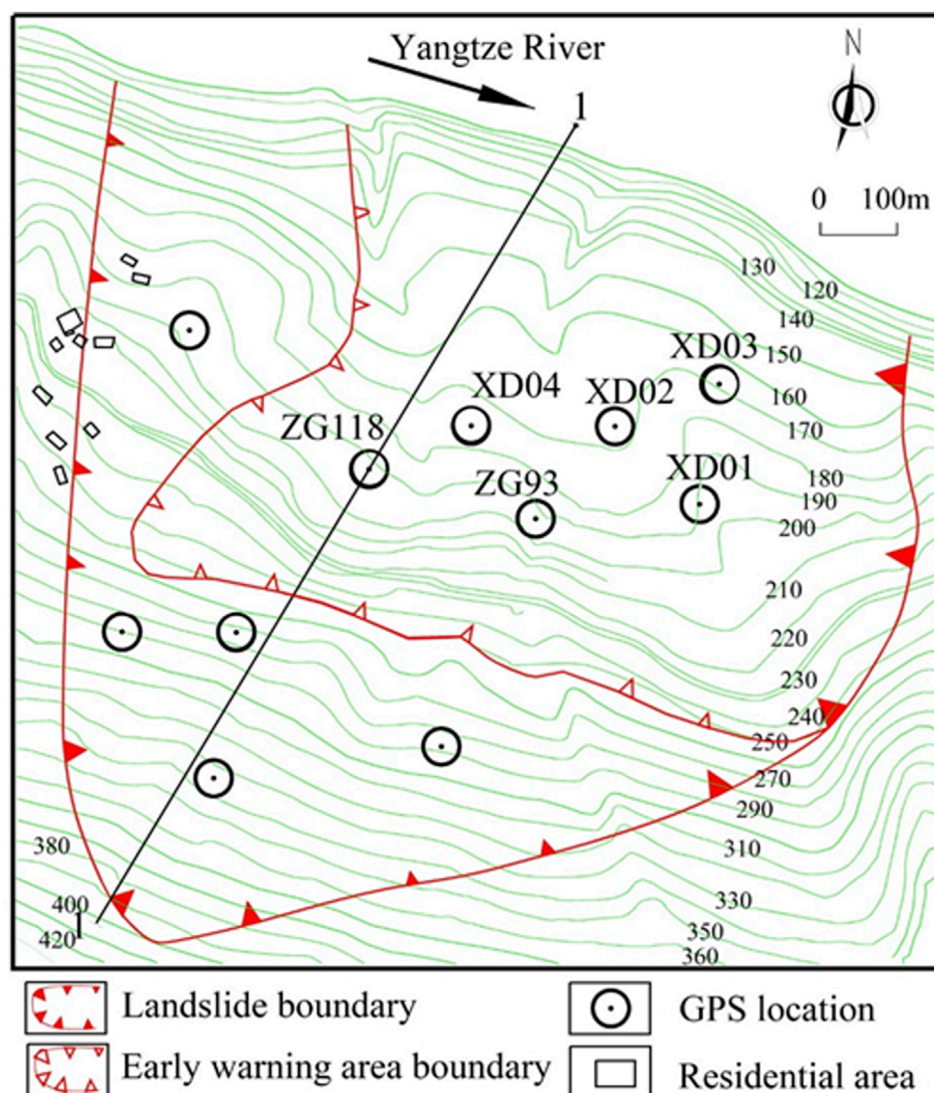 Yangtze River
N
1
0 100m
130
120
140
XD03
150
XD04
XD02
160
170
ZG118
ZG93
XD01
180
190
200
210
220
230
240
250
270
290
380
310
400
330
1
420
350
360
Landslide boundary
GPS location
Early warning area boundary
Residential area